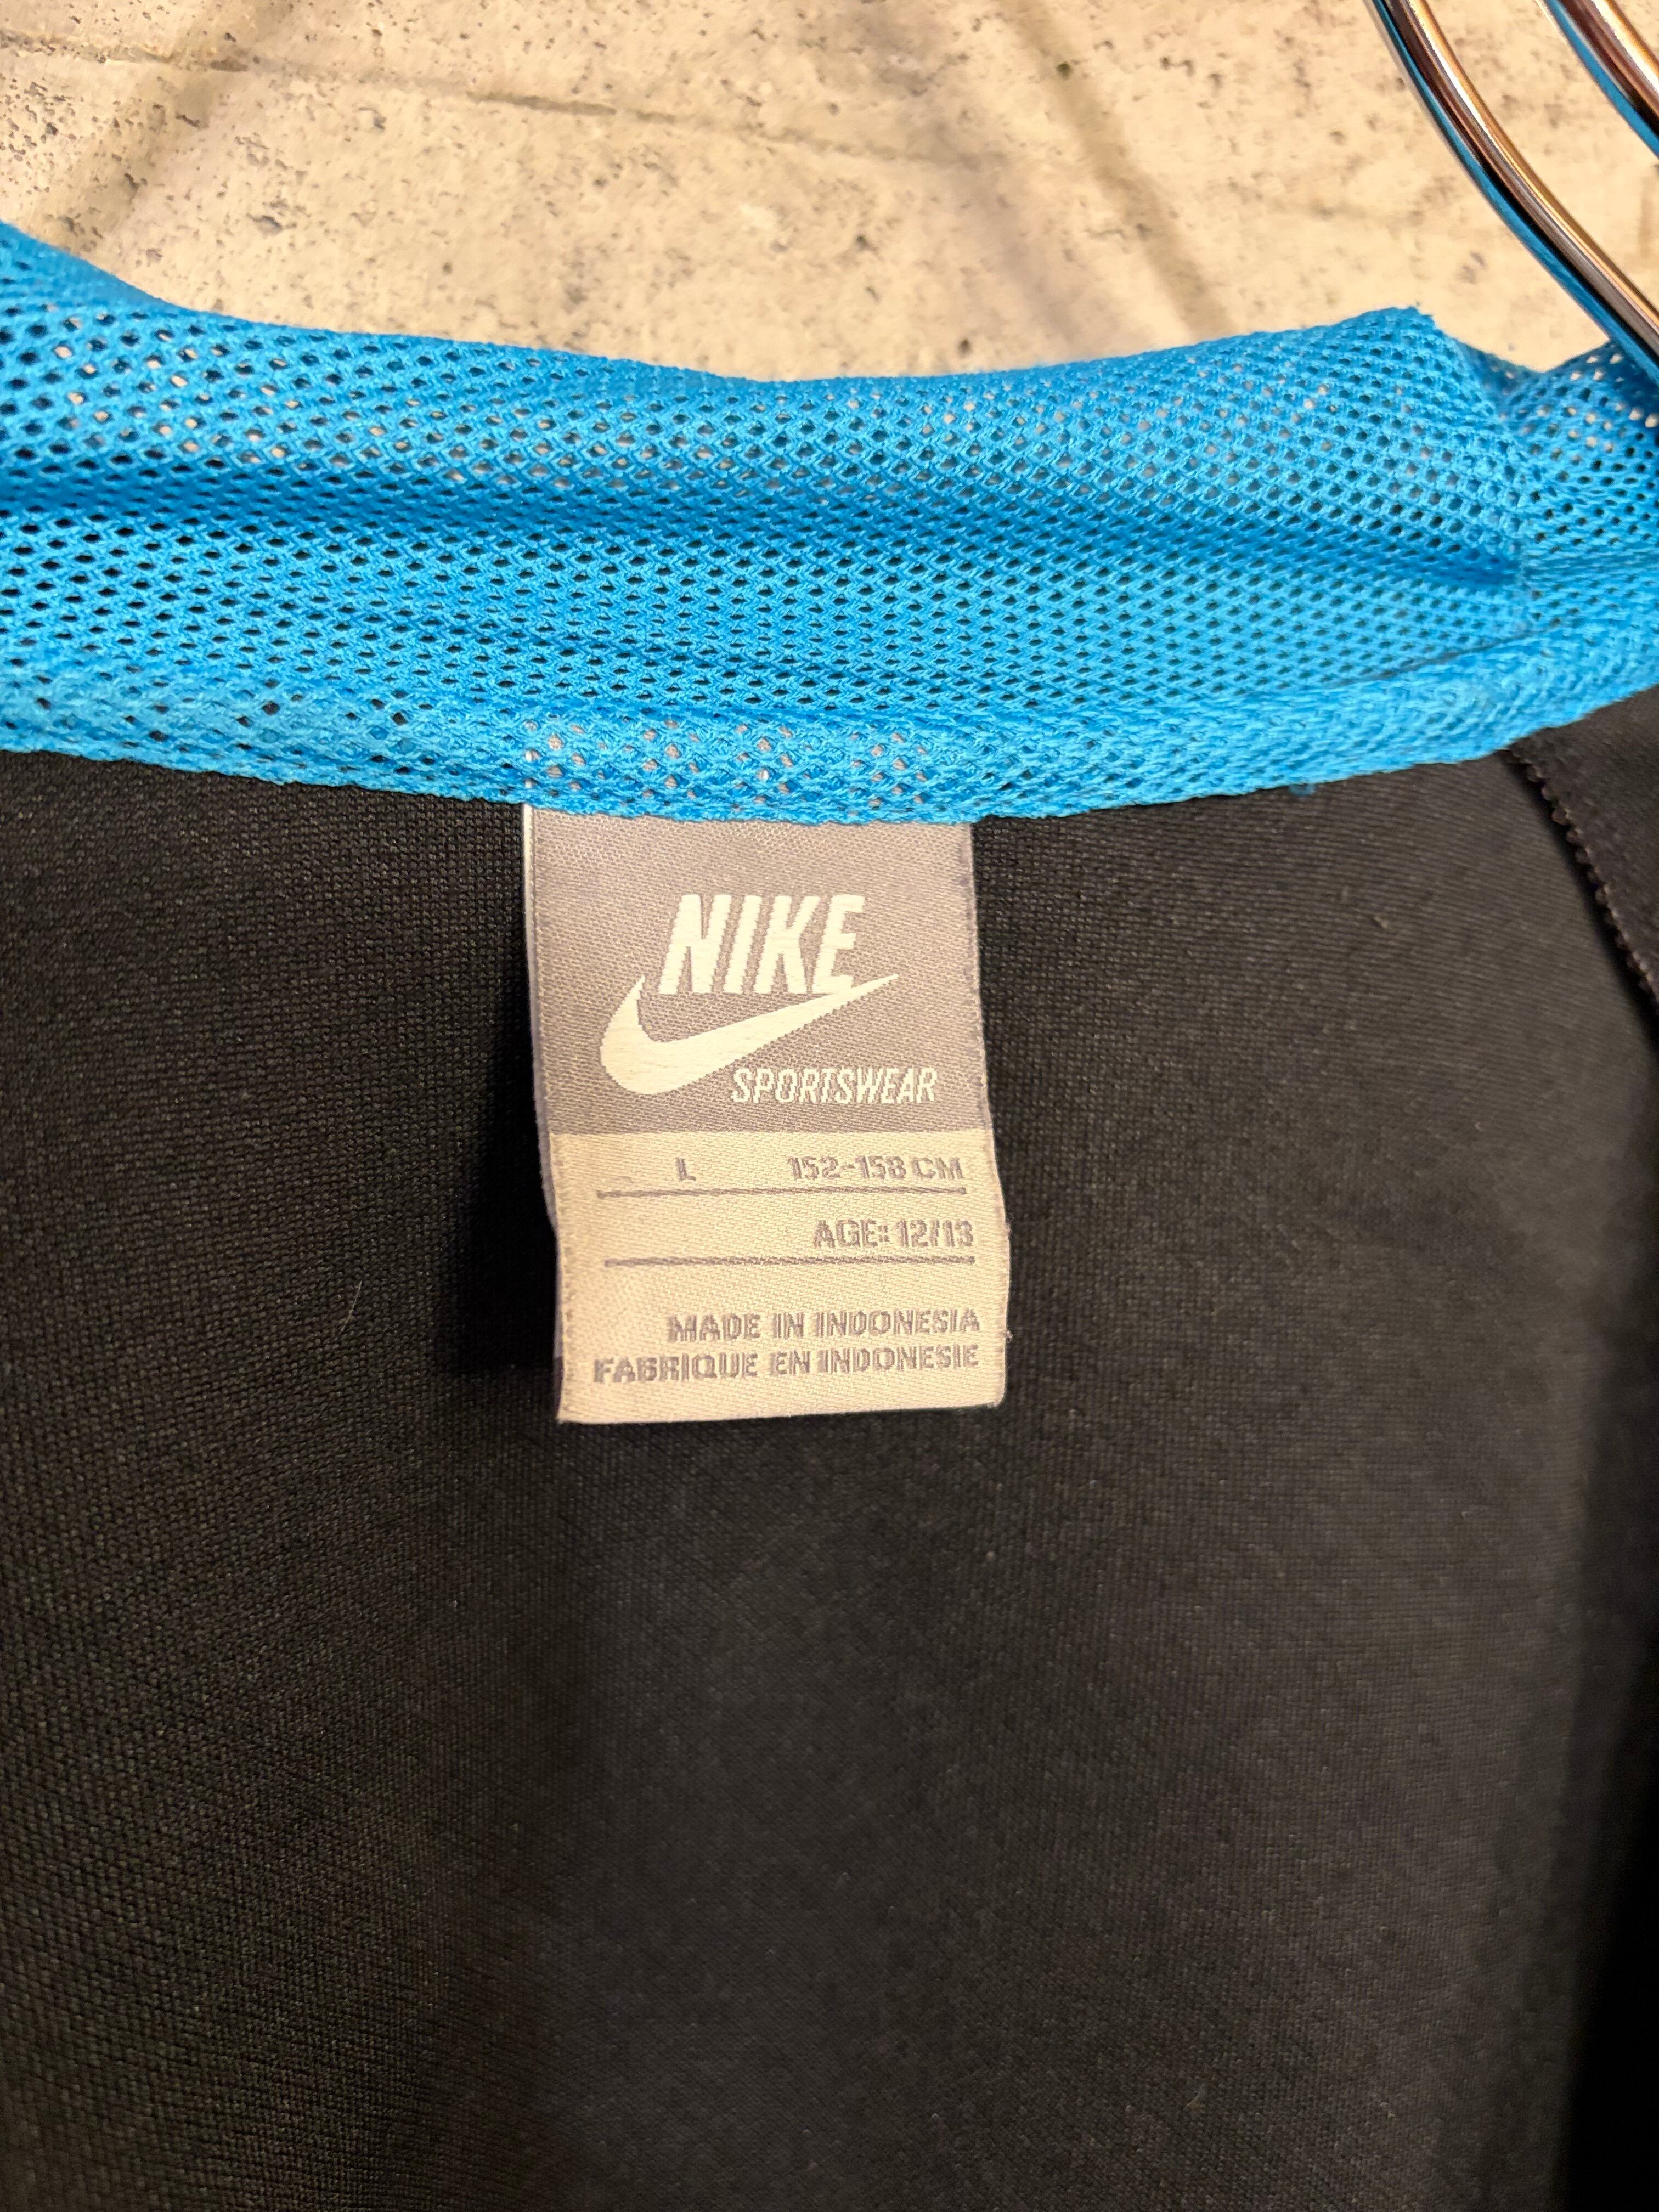 NIKE
SPORTSWEAR
L 152-158 CM
AGE: 12/13
MADE IN INDONESIA
FABRIQUE EN INDONESIE